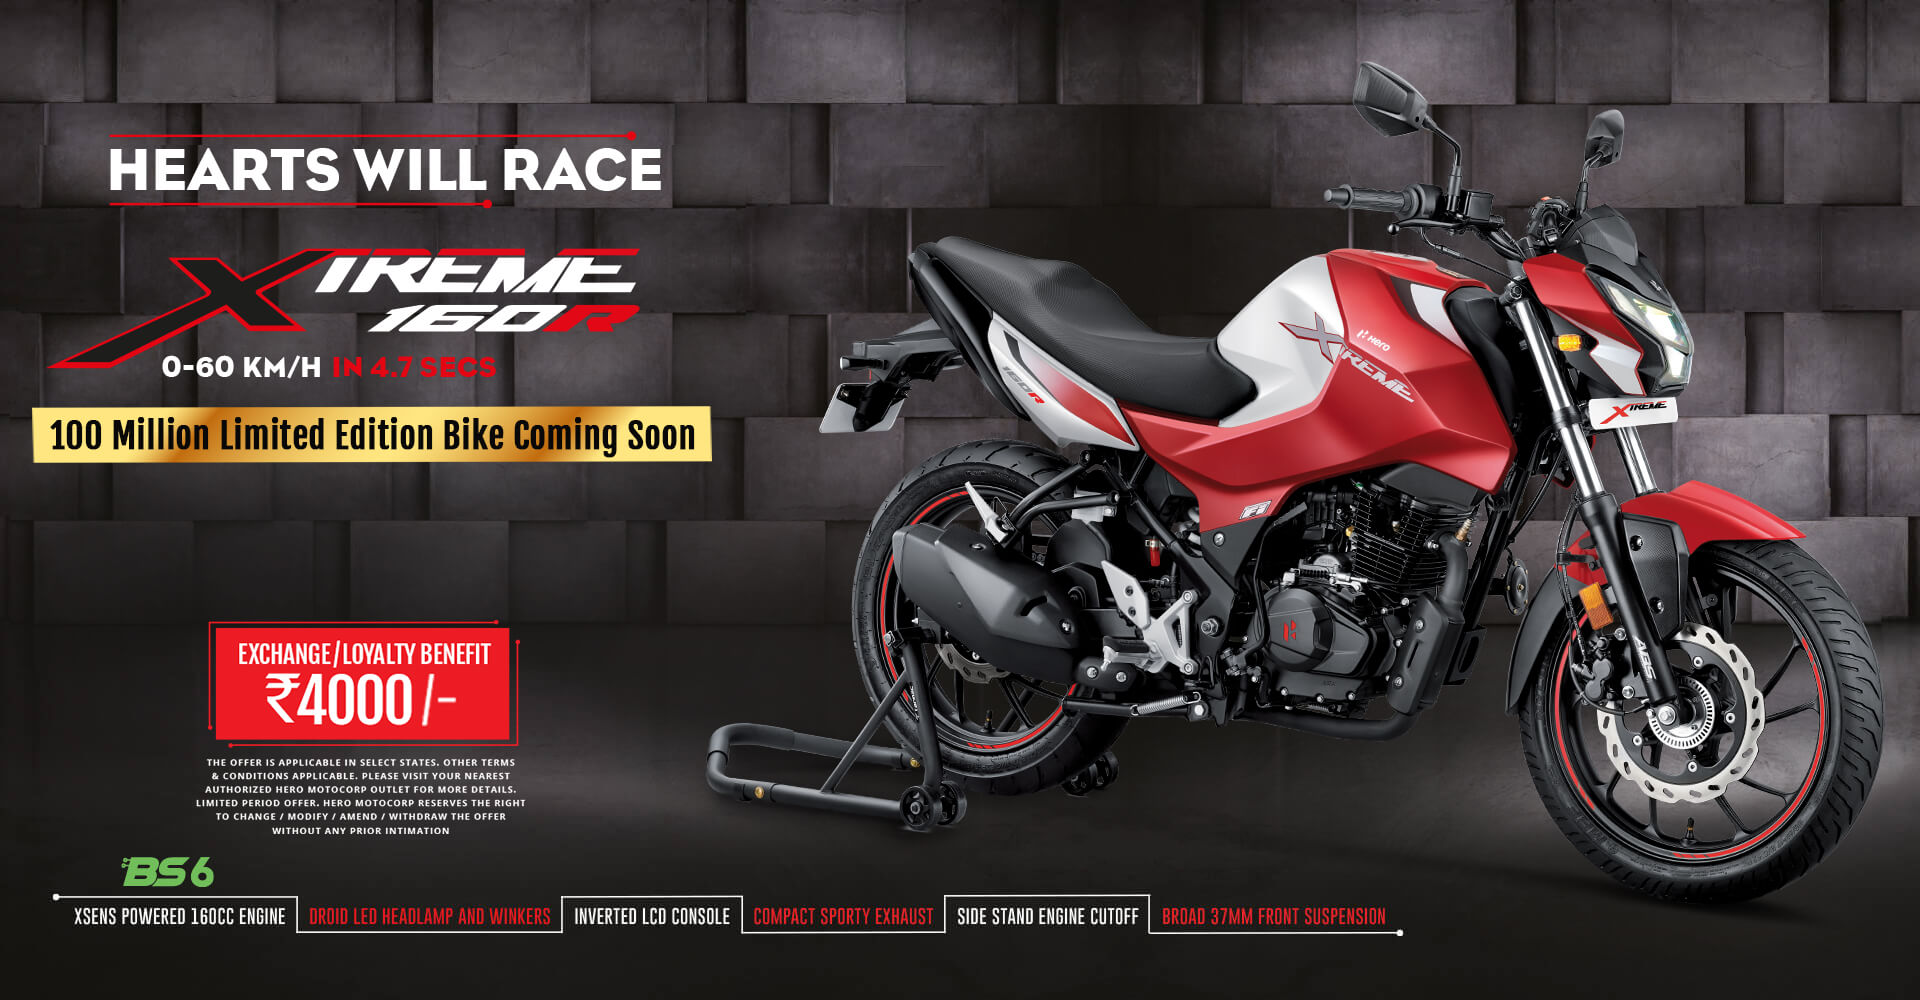 HEARTS WILL RACE
XTREME
160R
0-60 KM/H IN 4.7 SECS
100 Million Limited Edition Bike Coming Soon
EXCHANGE/LOYALTY BENEFIT
₹4000/-
THE OFFER IS APPLICABLE IN SELECT STATES. OTHER TERMS
& CONDITIONS APPLICABLE. PLEASE VISIT YOUR NEAREST
AUTHORIZED HERO MOTOCORP OUTLET FOR MORE DETAILS.
LIMITED PERIOD OFFER. HERO MOTOCORP RESERVES THE RIGHT
TO CHANGE / MODIFY / AMEND / WITHDRAW THE OFFER
WITHOUT ANY PRIOR INTIMATION
BS6
XSENS POWERED 160CC ENGINE DROID LED HEADLAMP AND WINKERS INVERTED LCD CONSOLE COMPACT SPORTY EXHAUST SIDE STAND ENGINE CUTOFF BROAD 37MM FRONT SUSPENSION
Hero
XTREME
XTREME
160R
Fi
ABS